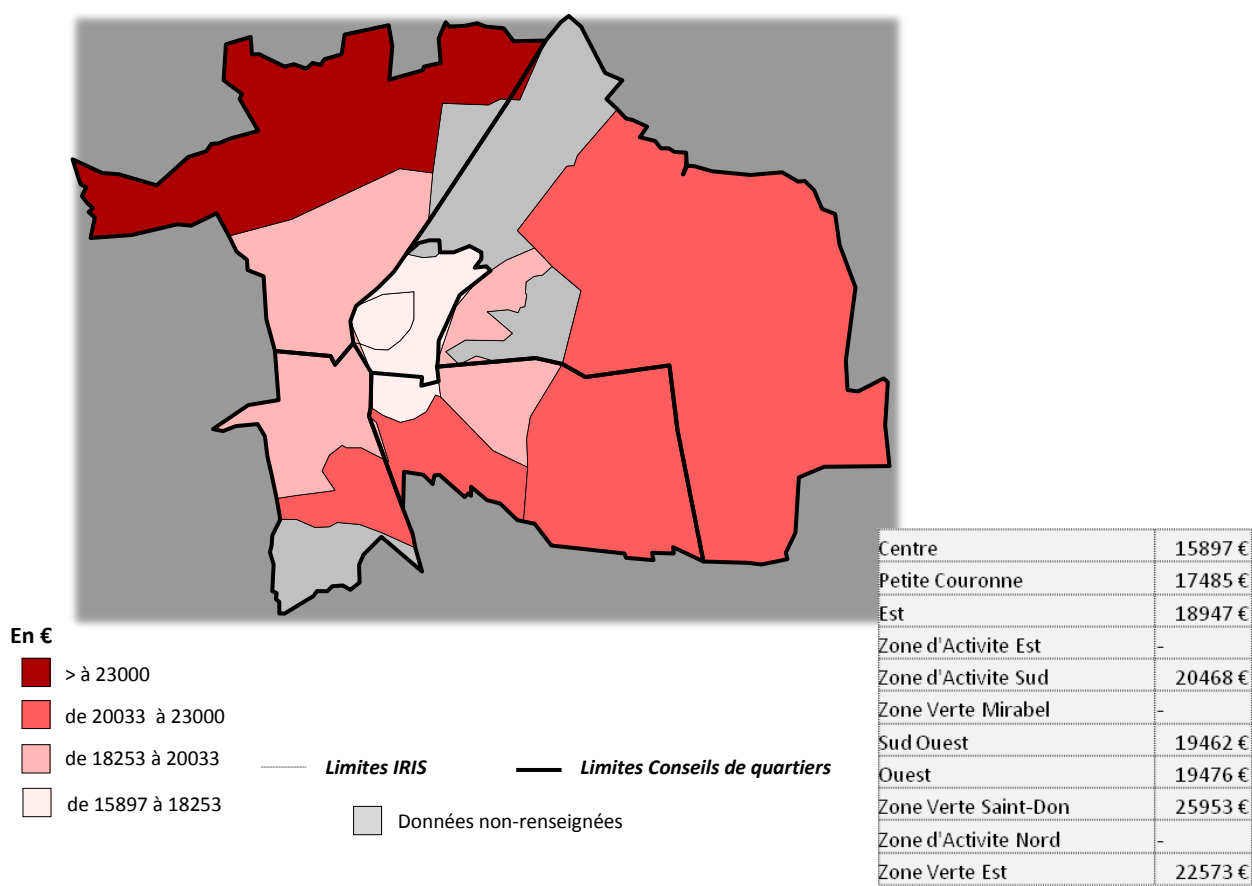 Centre 15897 €
Petite Couronne 17485 €
Est 18947 €
Zone d'Activite Est -
Zone d'Activite Sud 20468 €
Zone Verte Mirabel -
Sud Ouest 19462 €
Ouest 19476 €
Zone Verte Saint-Don 25953 €
Zone d'Activite Nord -
Zone Verte Est 22573 €
En €
> à 23000
de 20033 à 23000
de 18253 à 20033
de 15897 à 18253
Limites IRIS
Limites Conseils de quartiers
Données non-renseignées